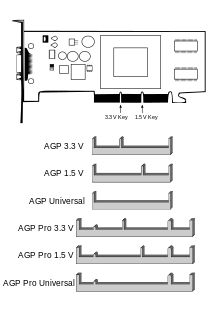 3.3 V Key 1.5 V Key
AGP 3.3 V
AGP 1.5 V
AGP Universal
AGP Pro 3.3 V
AGP Pro 1.5 V
AGP Pro Universal